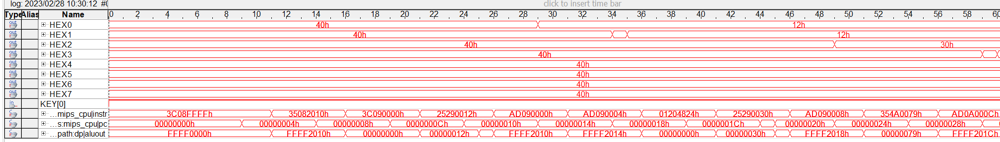 log: 2023/02/28 10:30:12 #0 click to insert time bar
Type Alias Name 0 2 4 6 8 10 12 14 16 18 20 22 24 26 28 30 32 34 36 38 40 42 44 46 48 50 52 54 56 58 60
out HEX0 40h 12h
out HEX1 40h 12h
out HEX2 40h 30h
out HEX3 40h
out HEX4 40h
out HEX5 40h
out HEX6 40h
out HEX7 40h
in KEY[0]
C ...mips_cpu|instr 3C08FFFFh 35082010h 3C090000h 25290012h AD090000h AD090004h 01204824h 25290030h AD090008h 354A0079h AD0A000Ch
C ...s:mips_cpu|pc 00000000h 00000004h 00000008h 0000000Ch 00000010h 00000014h 00000018h 0000001Ch 00000020h 00000024h 00000028h
C ...path:dp|aluout FFFF0000h FFFF2010h 00000000h 00000012h FFFF2010h FFFF2014h 00000000h 00000030h FFFF2018h 00000079h FFFF201Ch